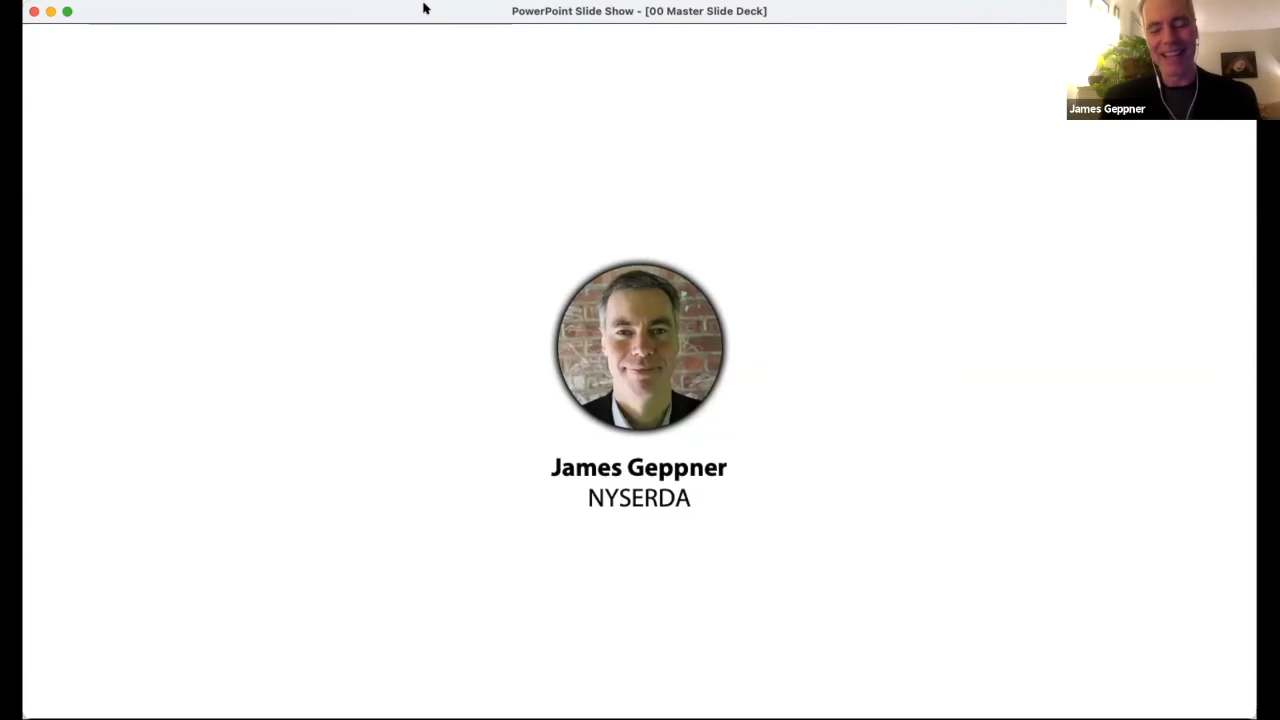 PowerPoint Slide Show - [00 Master Slide Deck]
James Geppner
James Geppner
NYSERDA